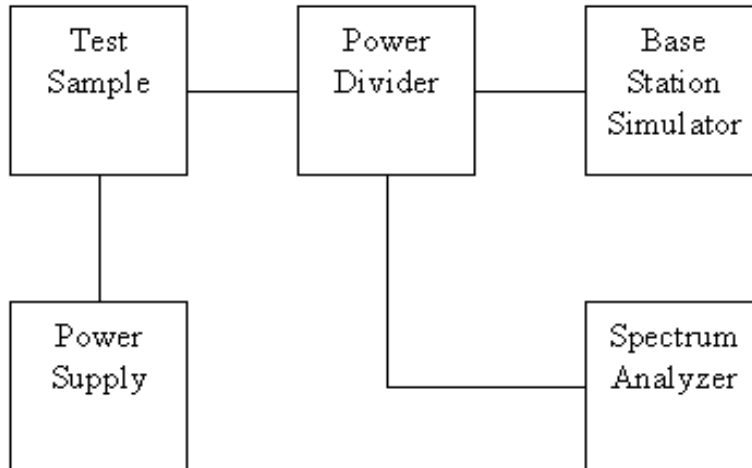 Test
Sample
Power
Divider
Base
Station
Simulator
Power
Supply
Spectrum
Analyzer